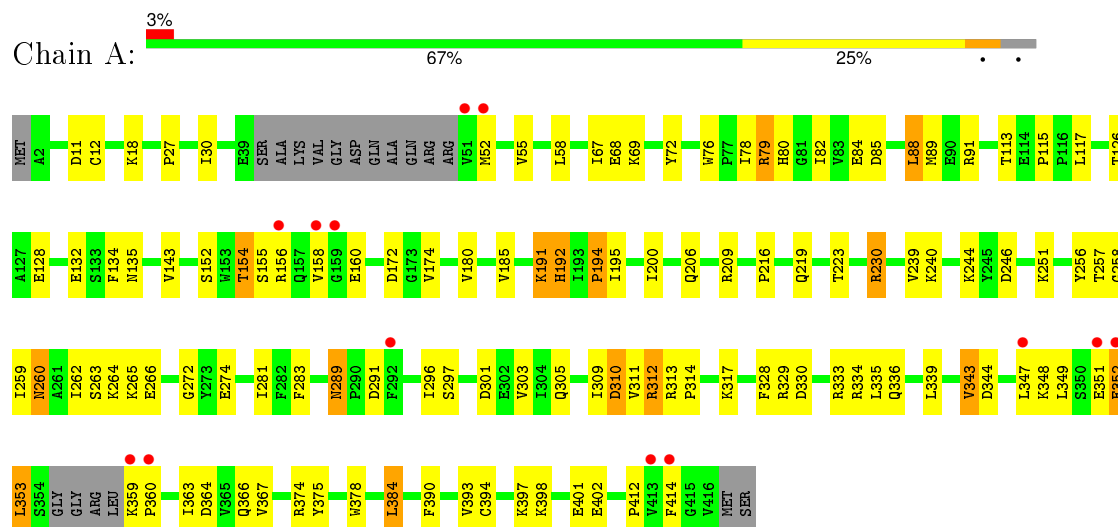 3%
Chain A:
67% 25% • •
MET A2 D11 C12 K18 P27 I30 E39 SER ALA LYS VAL GLY ASP GLN ALA GLN ARG ARG V51 M52 V55 L58 I67 E68 K69 Y72 W76 P77 I78 R79 H80 G81 I82 V83 E84 D85 L88 M89 E90 R91 T113 E114 P115 P116 L117 T126
A127 E128 E132 S133 F134 N135 V143 S152 W153 T154 S155 R156 Q157 V158 G159 E160 D172 G173 V174 V180 V185 K191 H192 I193 P194 I195 I200 Q206 R209 P216 Q219 T223 R230 V239 K240 K244 Y245 D246 K251 Y256 T257 G258
I259 N260 A261 I262 S263 K264 K265 E266 G272 Y273 E274 I281 F282 F283 N289 P290 D291 F292 I296 S297 D301 E302 V303 I304 Q305 I309 D310 V311 R312 R313 P314 K317 F328 R329 D330 R333 R334 L335 Q336 L339 V343 D344 L347 K348 L349 S350 E351
L353 S354 GLY GLY ARG LEU K359 P360 I363 D364 V365 Q366 V367 R374 Y375 W378 L384 F390 V393 C394 K397 K398 E401 E402 P412 V413 F414 G415 V416 MET SER